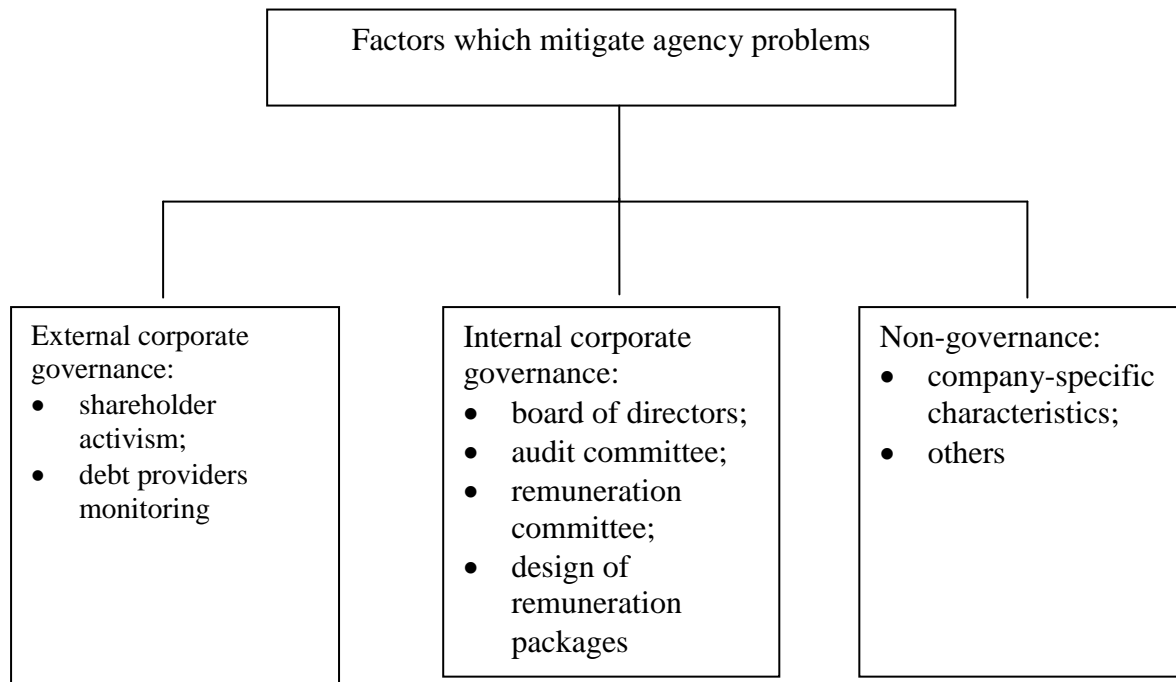 Factors which mitigate agency problems
External corporate
governance:
• shareholder
activism;
• debt providers
monitoring
Internal corporate
governance:
• board of directors;
• audit committee;
• remuneration
committee;
• design of
remuneration
packages
Non-governance:
• company-specific
characteristics;
• others